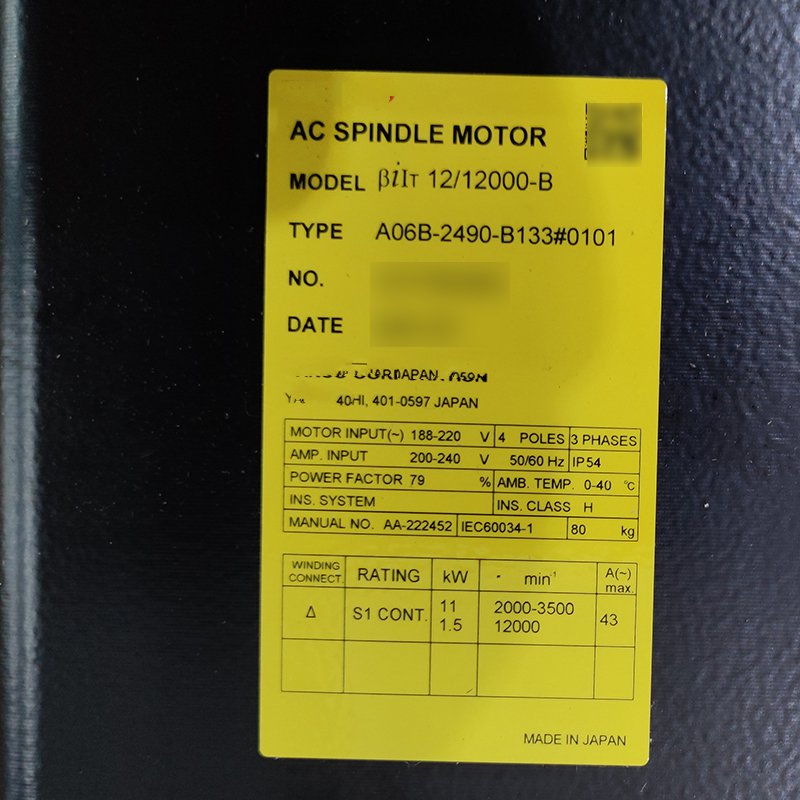 AC SPINDLE MOTOR
MODEL βiIT 12/12000-B
TYPE A06B-2490-B133#0101
NO.
DATE
JAPAN
401-0597 JAPAN
MOTOR INPUT(~) 188-220 V 4 POLES 3 PHASES
AMP. INPUT 200-240 V 50/60 Hz IP54
POWER FACTOR 79 % AMB. TEMP. 0-40 ℃
INS. SYSTEM INS. CLASS H
MANUAL NO. AA-222452 IEC60034-1 80 kg
WINDING CONNECT. RATING kW min⁻¹ A(~) max.
Δ S1 CONT. 11 2000-3500 43
1.5 12000
MADE IN JAPAN